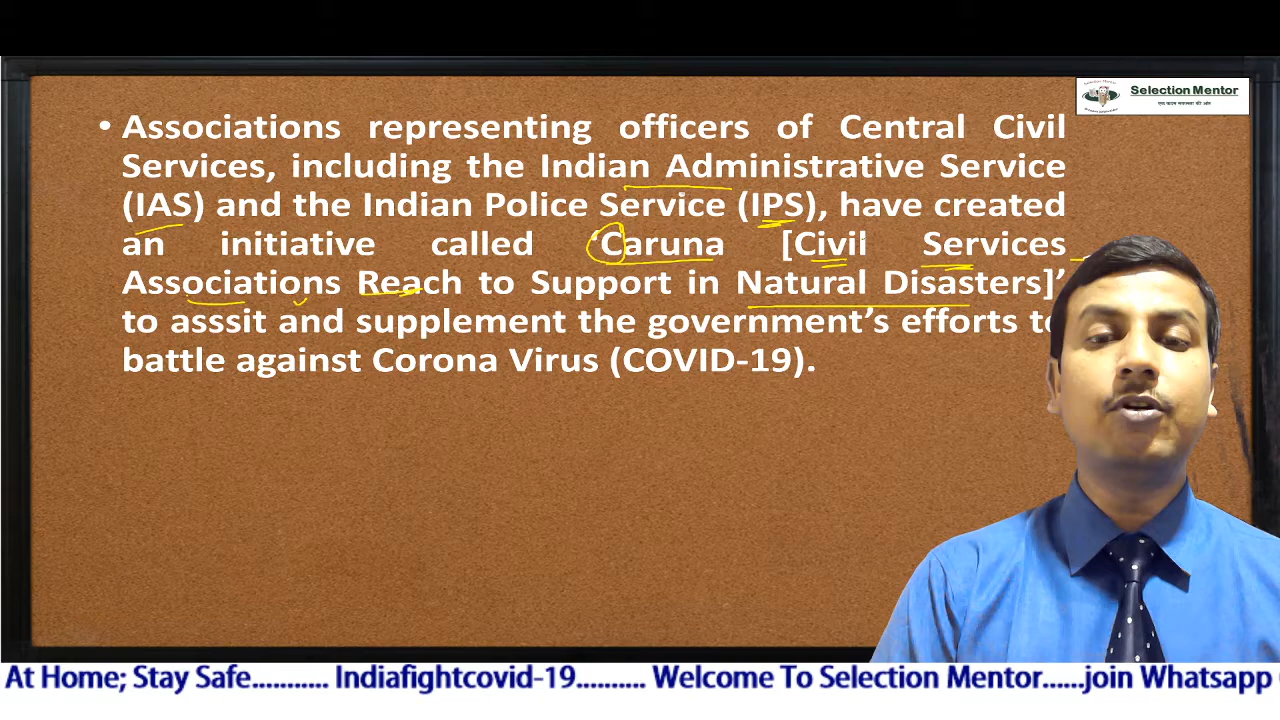 Selection Mentor
• Associations representing officers of Central Civil
Services, including the Indian Administrative Service
(IAS) and the Indian Police Service (IPS), have created
an initiative called ‘Caruna [Civil Services
Associations Reach to Support in Natural Disasters]’
to asssit and supplement the government’s efforts to
battle against Corona Virus (COVID-19).
At Home; Stay Safe........... Indiafightcovid-19.......... Welcome To Selection Mentor......join Whatsapp